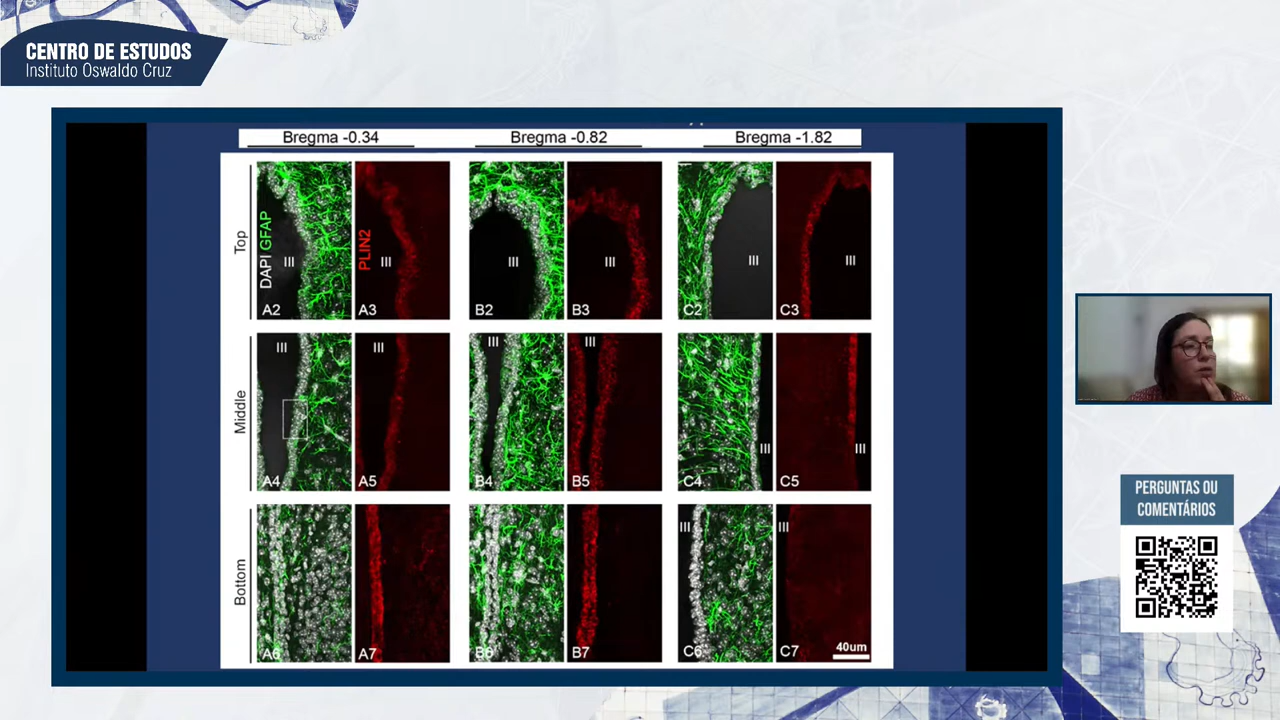 CENTRO DE ESTUDOS
Instituto Oswaldo Cruz
Bregma -0.34
Bregma -0.82
Bregma -1.82
Top
DAPI GFAP
III
A2
PLIN2
III
A3
III
B2
III
B3
III
C2
III
C3
Middle
III
A4
III
A5
III
B4
B5
III
C4
III
C5
III
Bottom
A6
A7
B6
B7
III
C6
III
C7
40um
PERGUNTAS OU
COMENTÁRIOS